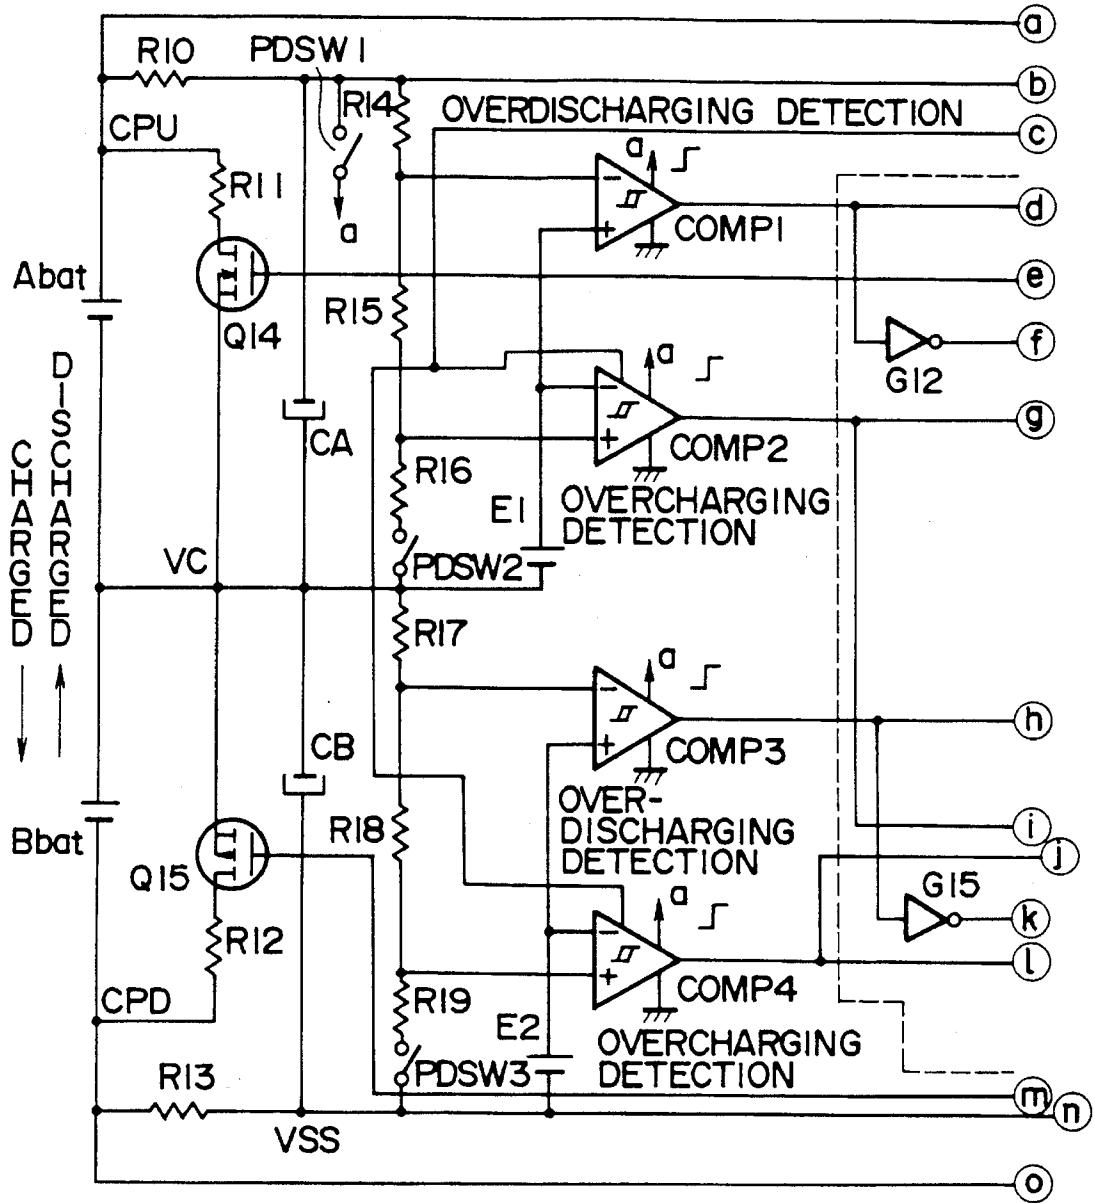 a
R10
PDSW1
b
R14
OVERDISCHARGING DETECTION
c
CPU
a
R11
−
d
COMP1
a
+
Abat
e
R15
Q14
f
a
G12
−
DISCHARGED
CHARGED
CA
+
COMP2
g
R16
E1
OVERCHARGING
DETECTION
VC
PDSW2
R17
a
−
h
CB
+
COMP3
OVER-
DISCHARGING
DETECTION
R18
i
Bbat
j
Q15
a
G15
k
R12
−
l
+
COMP4
CPD
R19
E2
OVERCHARGING
DETECTION
R13
PDSW3
m
n
VSS
o